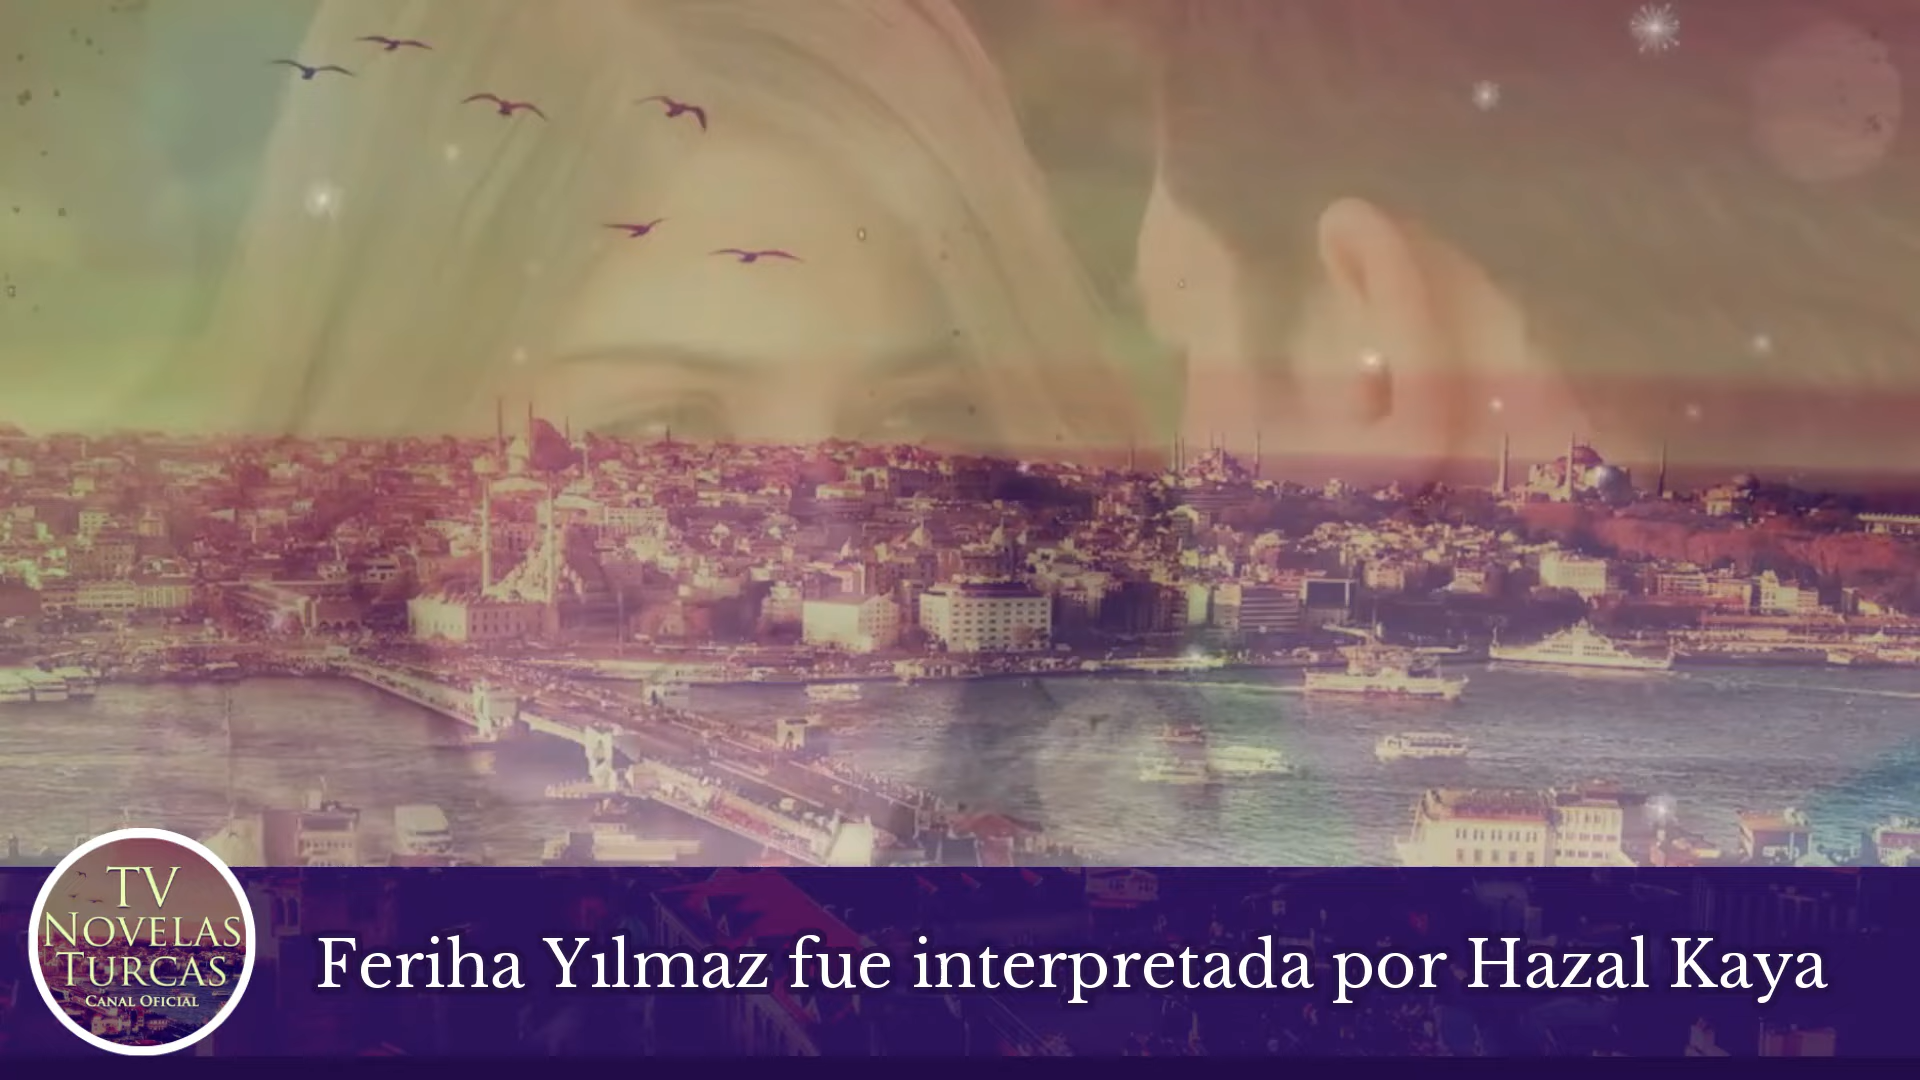 TV
NOVELAS
TURCAS
CANAL OFICIAL
Feriha Yılmaz fue interpretada por Hazal Kaya